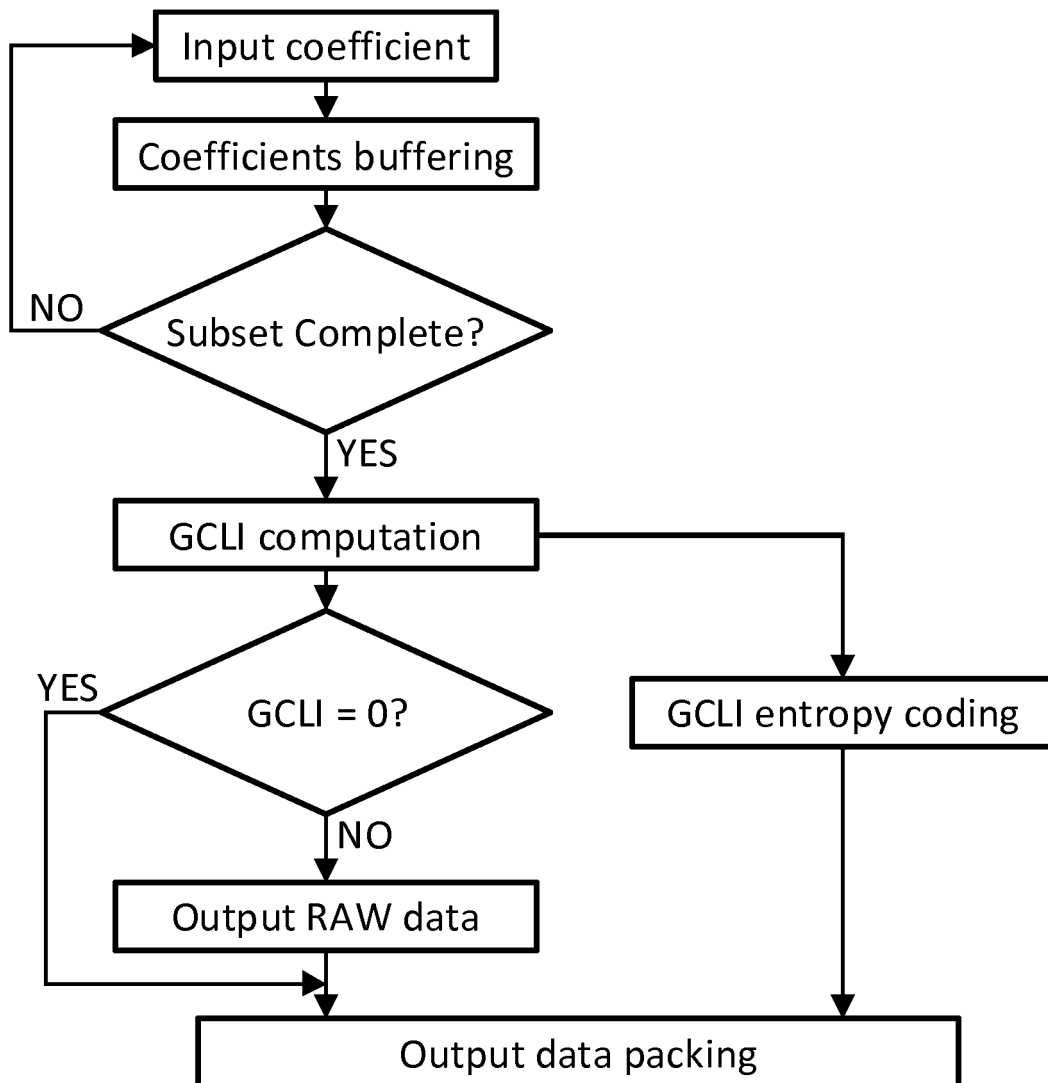 Input coefficient
Coefficients buffering
NO
Subset Complete?
YES
GCLI computation
YES
GCLI = 0?
GCLI entropy coding
NO
Output RAW data
Output data packing